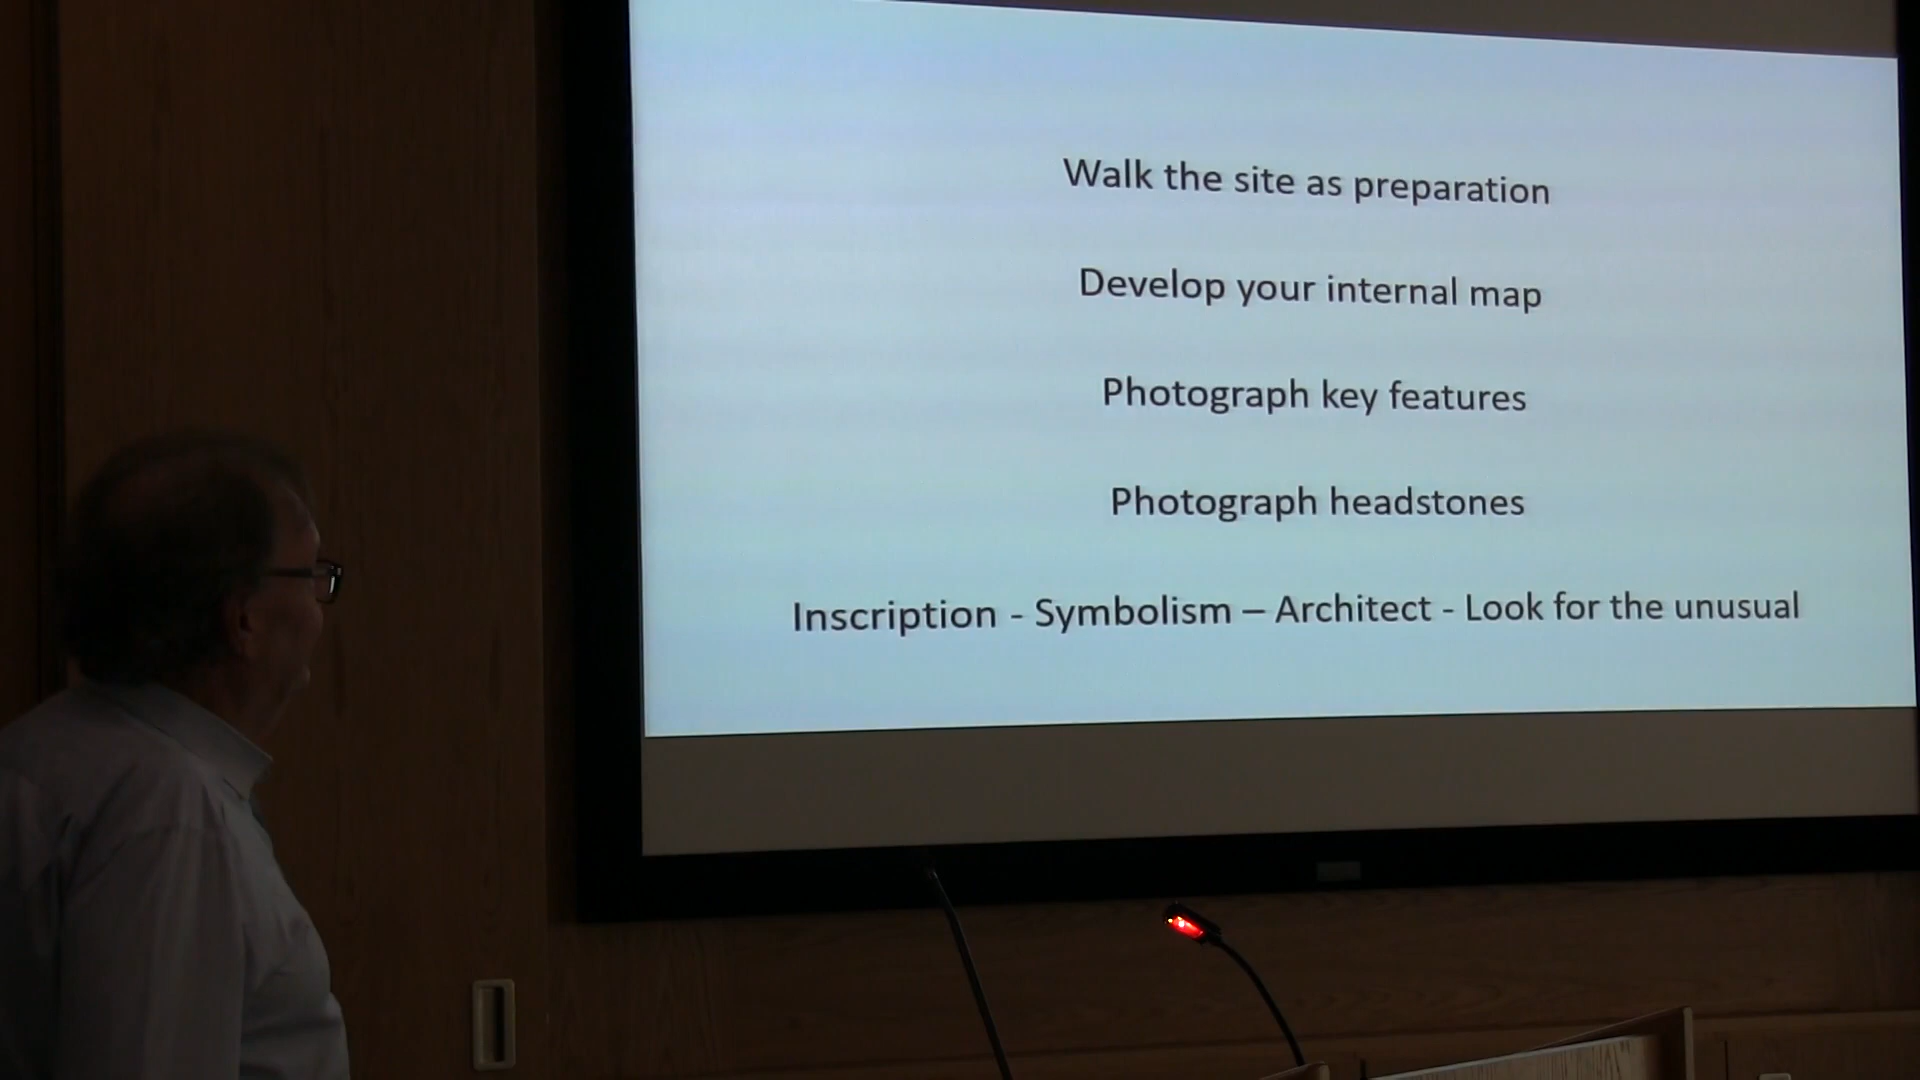 Walk the site as preparation
Develop your internal map
Photograph key features
Photograph headstones
Inscription - Symbolism – Architect - Look for the unusual